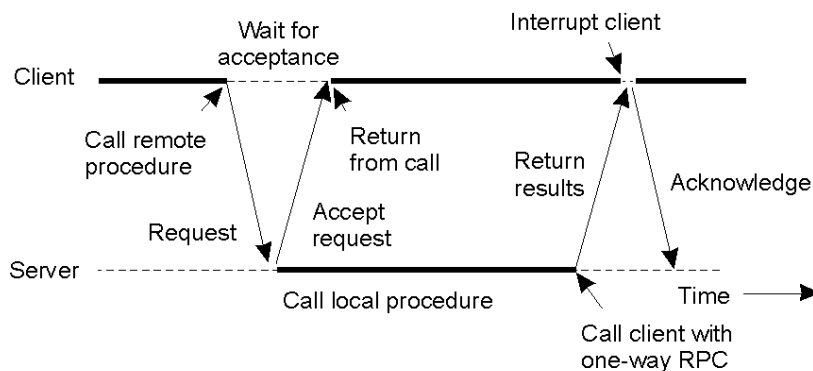 Interrupt client
Wait for
acceptance
Client
Call remote
procedure
Return
from call
Return
results
Acknowledge
Request
Accept
request
Server
Call local procedure
Time
Call client with
one-way RPC